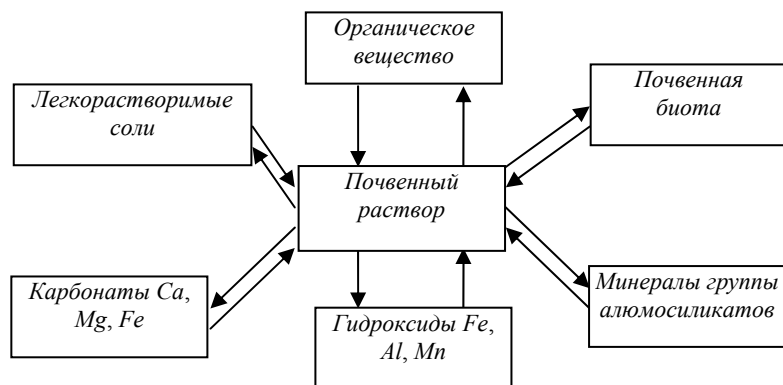 Органическое
вещество
Легкорастворимые
соли
Почвенная
биота
Почвенный
раствор
Карбонаты Ca,
Mg, Fe
Гидроксиды Fe,
Al, Mn
Минералы группы
алюмосиликатов